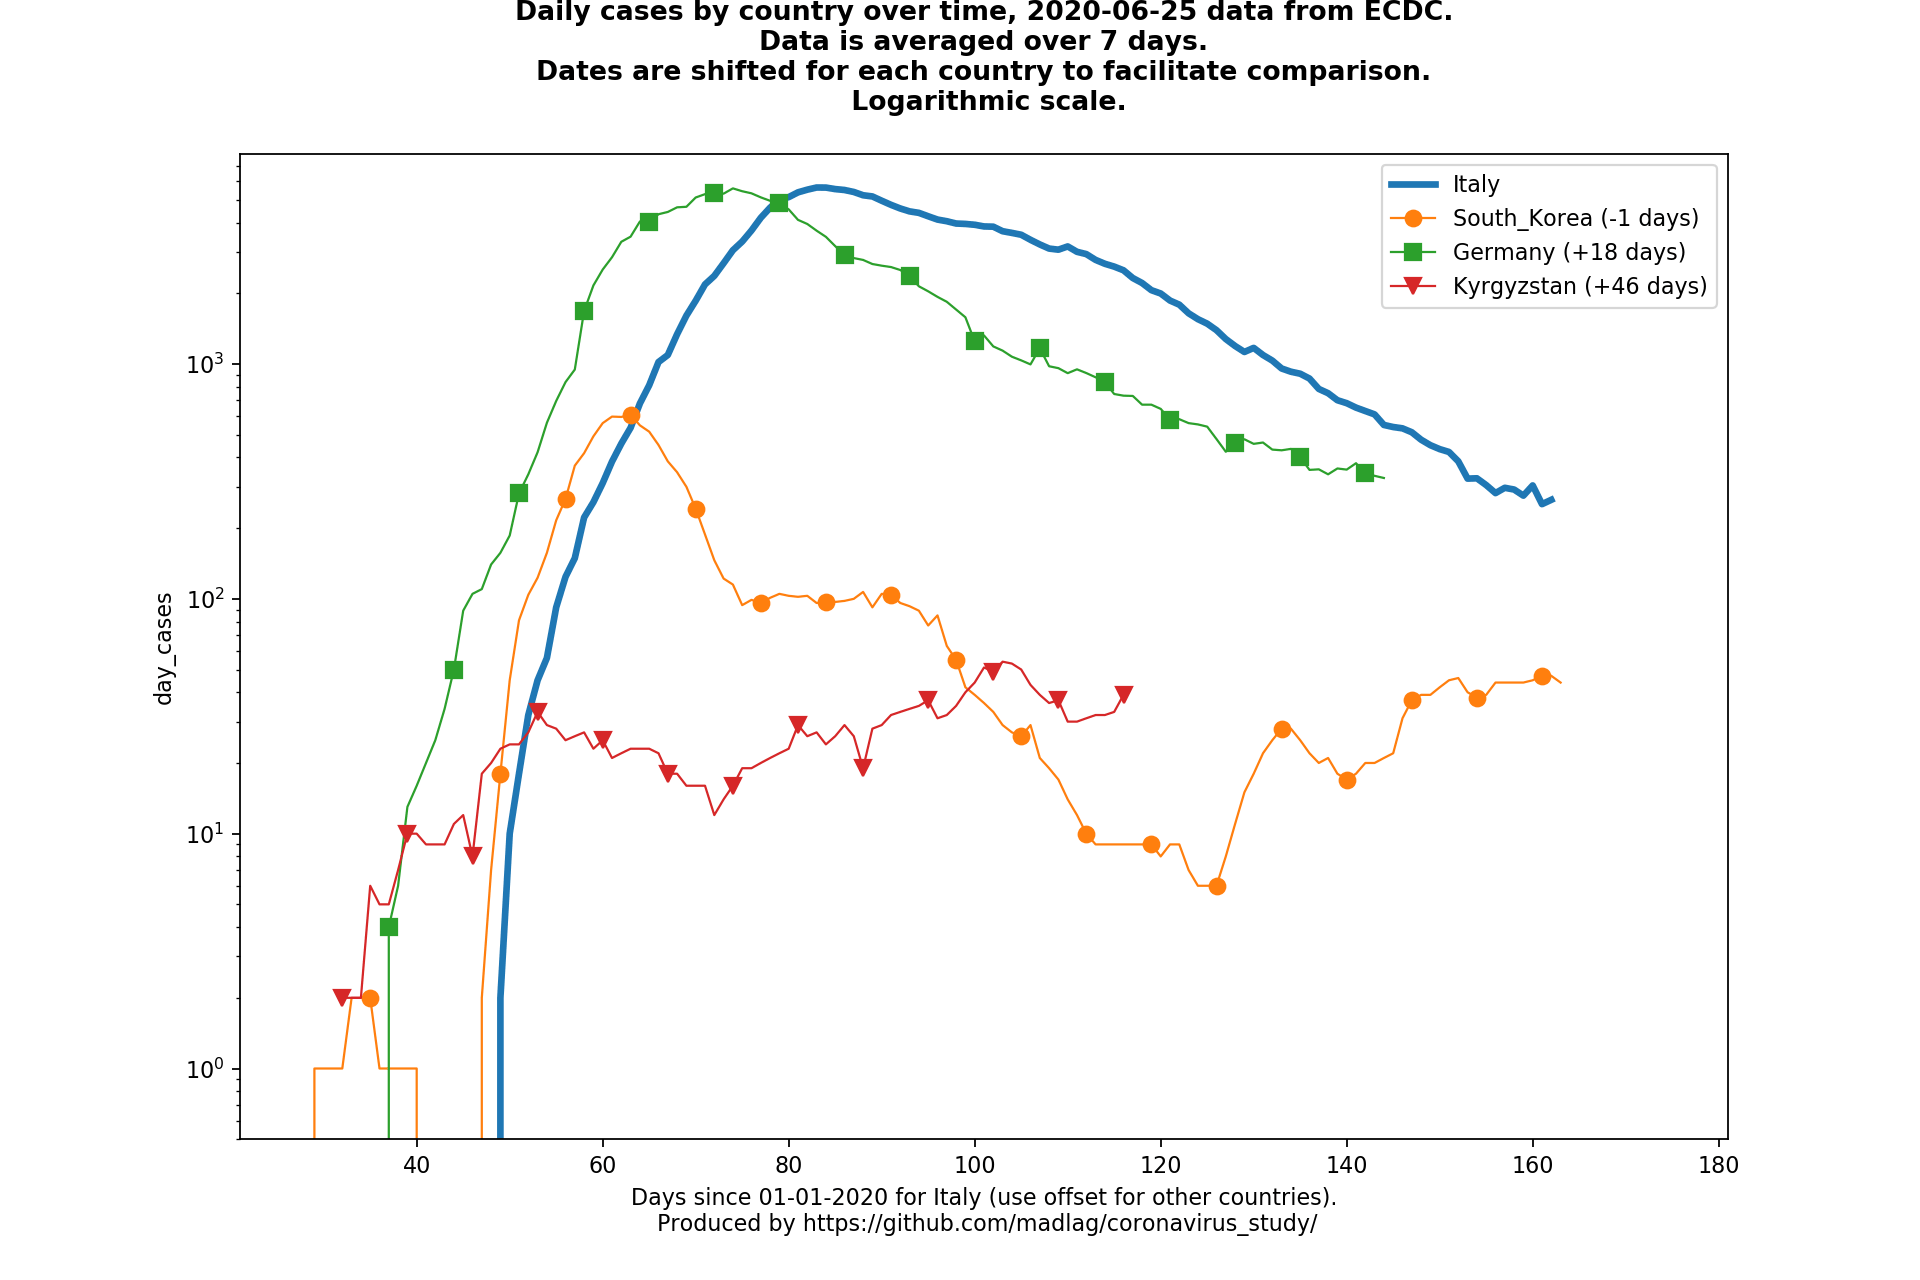 Daily cases by country over time, 2020-06-25 data from ECDC.
Data is averaged over 7 days.
Dates are shifted for each country to facilitate comparison.
Logarithmic scale.
Italy
South_Korea (-1 days)
Germany (+18 days)
Kyrgyzstan (+46 days)
10³
10²
10¹
10⁰
day_cases
40 60 80 100 120 140 160 180
Days since 01-01-2020 for Italy (use offset for other countries).
Produced by https://github.com/madlag/coronavirus_study/